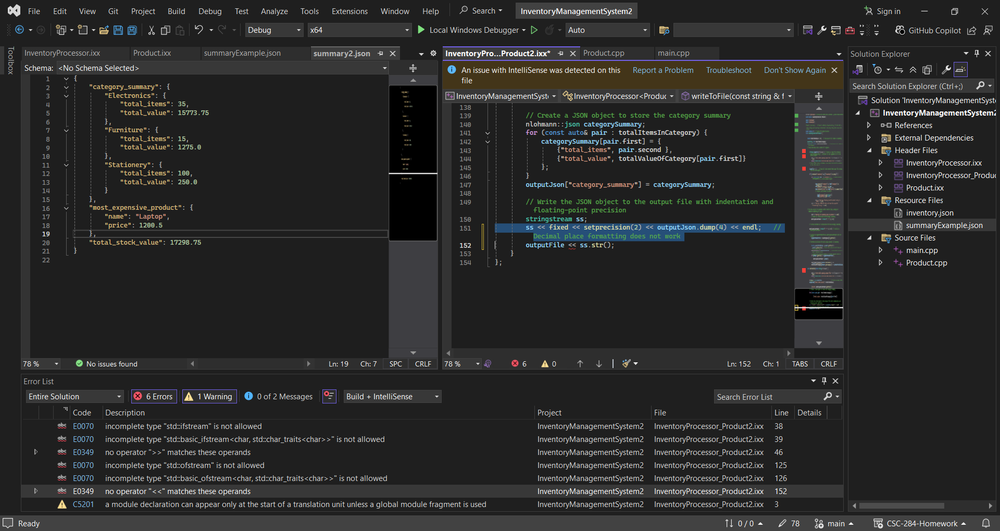 File Edit View Git Project Build Debug Test Analyze Tools Extensions Window Help Search InventoryManagementSystem2 Sign in
Debug x64 Local Windows Debugger Auto GitHub Copilot
Toolbox
InventoryProcessor.ixx Product.ixx summaryExample.json summary2.json
Schema: <No Schema Selected>
1 {
2 "category_summary": {
3 "Electronics": {
4 "total_items": 35,
5 "total_value": 15773.75
6 },
7 "Furniture": {
8 "total_items": 15,
9 "total_value": 1275.0
10 },
11 "Stationery": {
12 "total_items": 100,
13 "total_value": 250.0
14 }
15 },
16 "most_expensive_product": {
17 "name": "Laptop",
18 "price": 1200.5
19 },
20 "total_stock_value": 17298.75
21 }
22
78 % No issues found Ln: 19 Ch: 7 SPC CRLF
InventoryPro...Product2.ixx* Product.cpp main.cpp
An issue with IntelliSense was detected on this file Report a Problem Troubleshoot Don't Show Again
InventoryManagementSyst InventoryProcessor<Produc writeToFile(const string & f
138
139 // Create a JSON object to store the category summary
140 nlohmann::json categorySummary;
141 for (const auto& pair : totalItemsInCategory) {
142 categorySummary[pair.first] = {
143 {"total_items", pair.second },
144 {"total_value", totalValueOfCategory[pair.first]}
145 };
146 }
147 outputJson["category_summary"] = categorySummary;
148
149 // Write the JSON object to the output file with indentation and
floating-point precision
150 stringstream ss;
151 ss << fixed << setprecision(2) << outputJson.dump(4) << endl; //
Decimal place formatting does not work
152 outputFile << ss.str();
153 }
154 };
78 % 6 0 Ln: 152 Ch: 1 TABS CRLF
Solution Explorer
Search Solution Explorer (Ctrl+;)
Solution 'InventoryManagementSyst
InventoryManagementSystem2
References
External Dependencies
Header Files
InventoryProcessor.ixx
InventoryProcessor_Produc
Product.ixx
Resource Files
inventory.json
summaryExample.json
Source Files
main.cpp
Product.cpp
Error List
Entire Solution 6 Errors 1 Warning 0 of 2 Messages Build + IntelliSense Search Error List
Code Description Project File Line Details
abc E0070 incomplete type "std::ifstream" is not allowed InventoryManagementSystem2 InventoryProcessor_Product2.ixx 38
abc E0070 incomplete type "std::basic_ifstream<char, std::char_traits<char>>" is not allowed InventoryManagementSystem2 InventoryProcessor_Product2.ixx 39
abc E0349 no operator ">>" matches these operands InventoryManagementSystem2 InventoryProcessor_Product2.ixx 46
abc E0070 incomplete type "std::ofstream" is not allowed InventoryManagementSystem2 InventoryProcessor_Product2.ixx 125
abc E0070 incomplete type "std::basic_ofstream<char, std::char_traits<char>>" is not allowed InventoryManagementSystem2 InventoryProcessor_Product2.ixx 126
abc E0349 no operator "<<" matches these operands InventoryManagementSystem2 InventoryProcessor_Product2.ixx 152
C5201 a module declaration can appear only at the start of a translation unit unless a global module fragment is used InventoryManagementSystem2 InventoryProcessor_Product2.ixx 3
Ready 0 / 0 78 main CSC-284-Homework